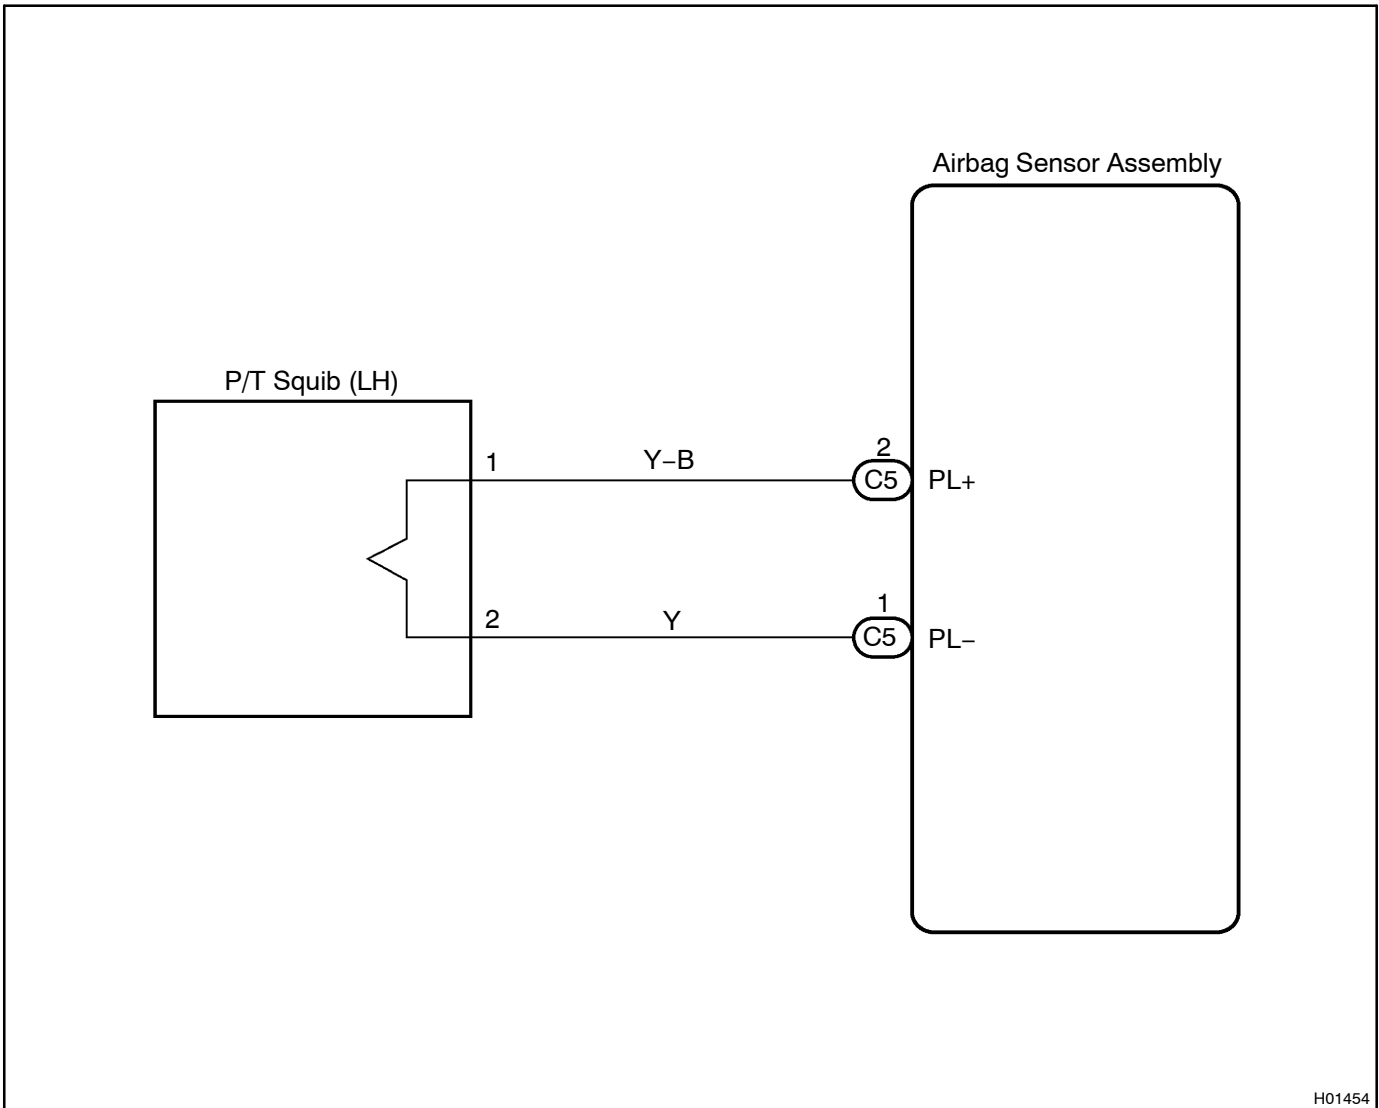 Airbag Sensor Assembly
P/T Squib (LH)
1
Y−B
2
C5
PL+
2
Y
1
C5
PL−
H01454